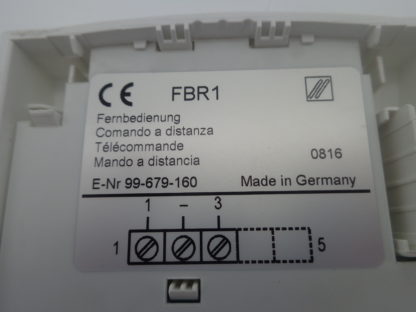 CE FBR1
Fernbedienung
Comando a distanza
Télécommande
Mando a distancia
0816
E-Nr 99-679-160 Made in Germany
1 – 3
1 5